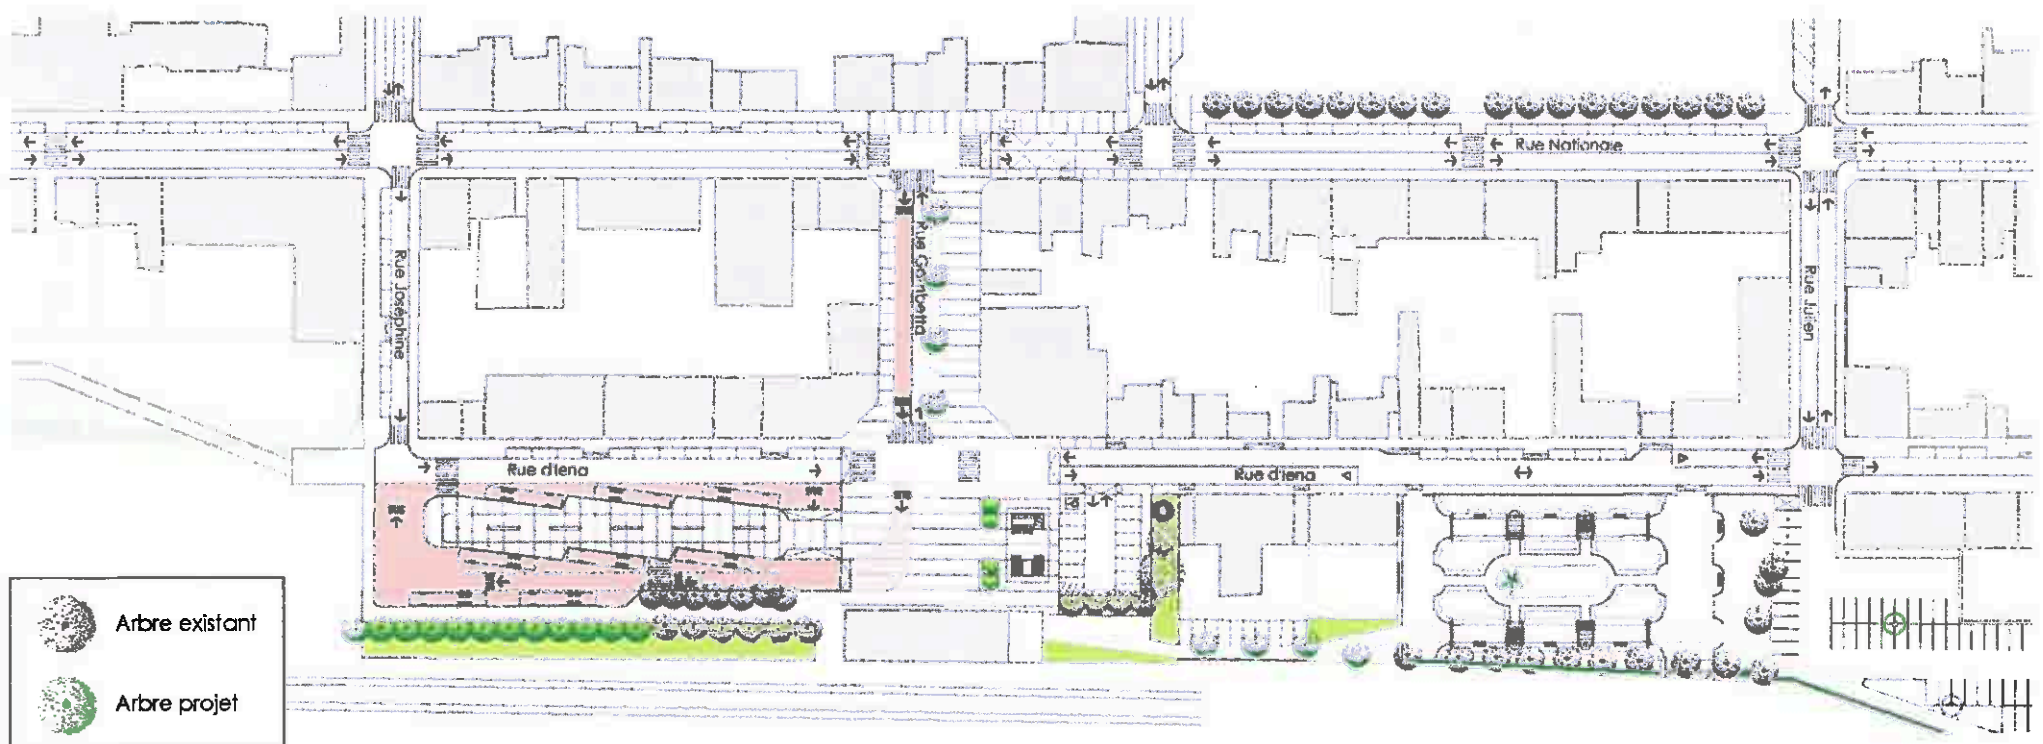 Rue Nationale
Rue Joséphine
Rue Gambetta
Rue Julien
Rue d'Iena
Rue d'Iena
Arbre existant
Arbre projet